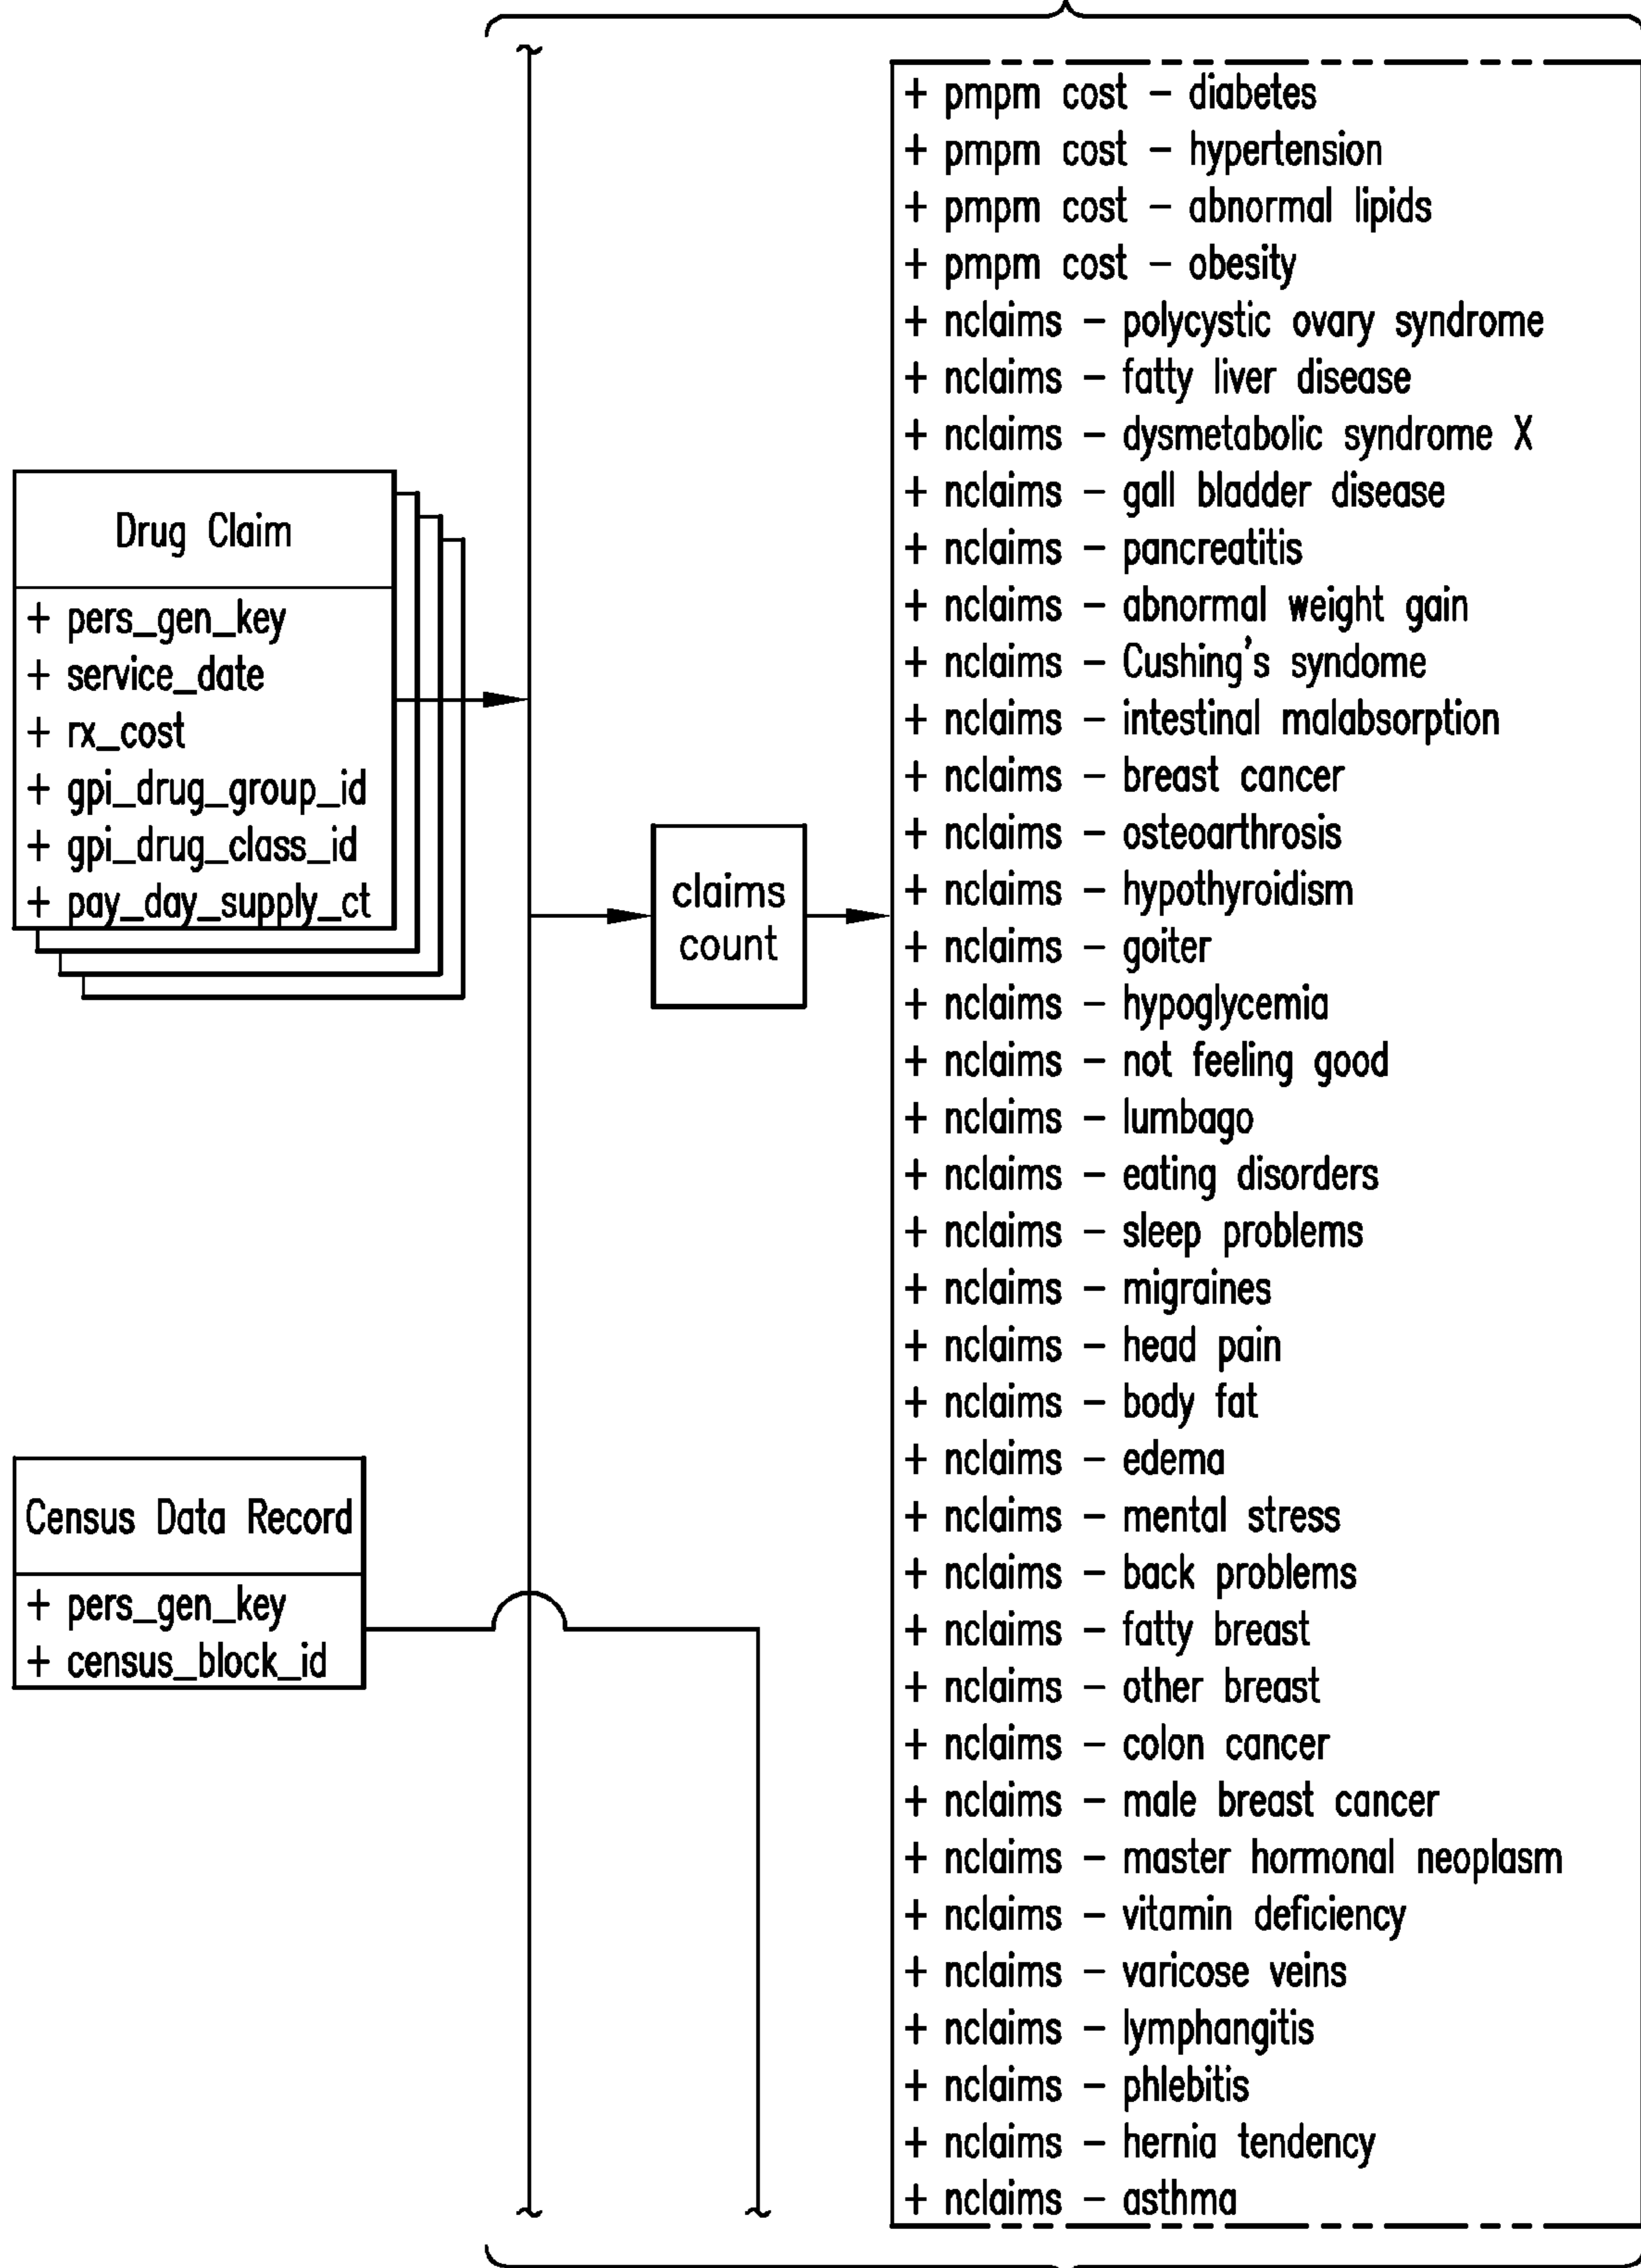 Drug Claim
+ pers_gen_key
+ service_date
+ rx_cost
+ gpi_drug_group_id
+ gpi_drug_class_id
+ pay_day_supply_ct
Census Data Record
+ pers_gen_key
+ census_block_id
claims
count
+ pmpm cost – diabetes
+ pmpm cost – hypertension
+ pmpm cost – abnormal lipids
+ pmpm cost – obesity
+ nclaims – polycystic ovary syndrome
+ nclaims – fatty liver disease
+ nclaims – dysmetabolic syndrome X
+ nclaims – gall bladder disease
+ nclaims – pancreatitis
+ nclaims – abnormal weight gain
+ nclaims – Cushing's syndome
+ nclaims – intestinal malabsorption
+ nclaims – breast cancer
+ nclaims – osteoarthrosis
+ nclaims – hypothyroidism
+ nclaims – goiter
+ nclaims – hypoglycemia
+ nclaims – not feeling good
+ nclaims – lumbago
+ nclaims – eating disorders
+ nclaims – sleep problems
+ nclaims – migraines
+ nclaims – head pain
+ nclaims – body fat
+ nclaims – edema
+ nclaims – mental stress
+ nclaims – back problems
+ nclaims – fatty breast
+ nclaims – other breast
+ nclaims – colon cancer
+ nclaims – male breast cancer
+ nclaims – master hormonal neoplasm
+ nclaims – vitamin deficiency
+ nclaims – varicose veins
+ nclaims – lymphangitis
+ nclaims – phlebitis
+ nclaims – hernia tendency
+ nclaims – asthma